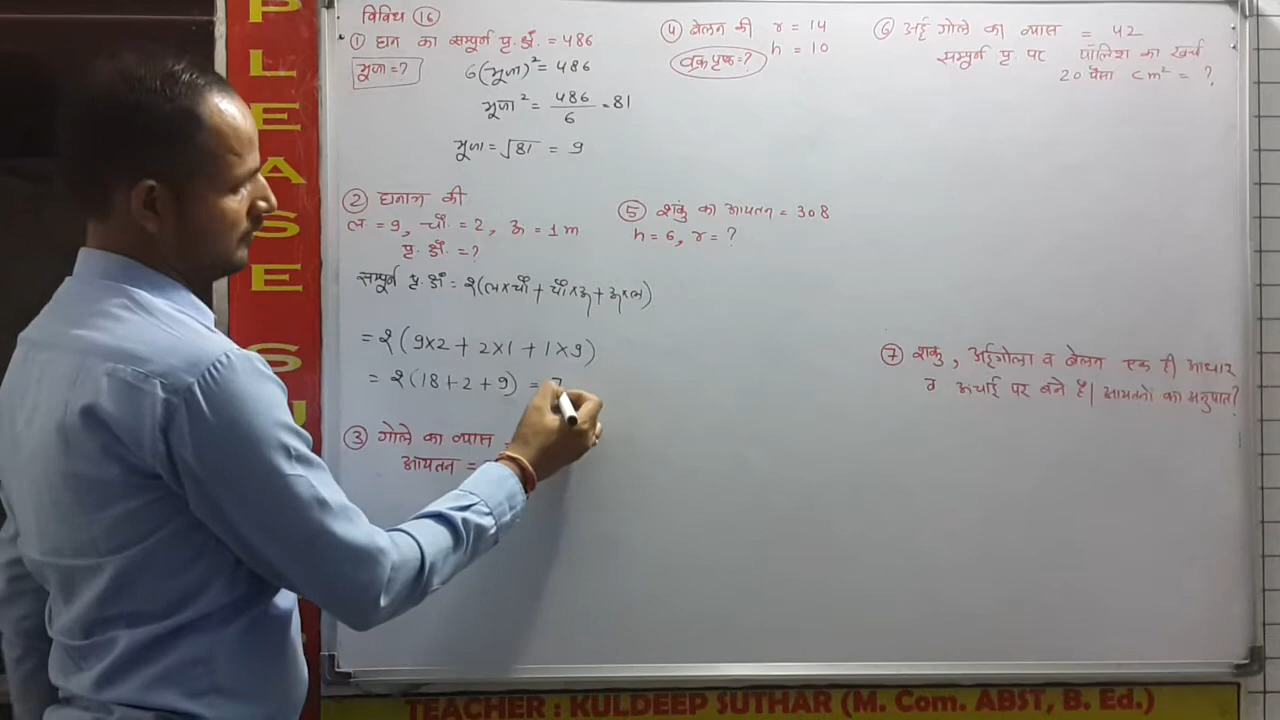 PLEASE
विविध (16)
① घन का सम्पूर्ण पृ. क्षे. = 486
भूजा = ?
6(भूजा)² = 486
भूजा² = 486/6 = 81
भूजा = √81 = 9
② घनाभ की
ल. = 9, चौ. = 2, ऊ = 1 m
पृ. क्षे. = ?
सम्पूर्ण पृ. क्षे = 2(ल×चौ + चौ×ऊ + ऊ×ल)
= 2(9×2 + 2×1 + 1×9)
= 2(18+2+9) =
③ गोले का व्यास
आयतन =
④ बेलन की r = 14
h = 10
वक्रपृष्ठ = ?
⑤ शंकु का आयतन = 308
h = 6, r = ?
⑥ अर्द्ध गोले का व्यास = 42
सम्पूर्ण पृ. पर पॉलिश का खर्च
20 पैसा cm² = ?
⑦ शंकु, अर्द्धगोला व बेलन एक ही आधार
व ऊंचाई पर बने है| आयतनों का अनुपात?
TEACHER : KULDEEP SUTHAR (M. Com. ABST, B. Ed.)